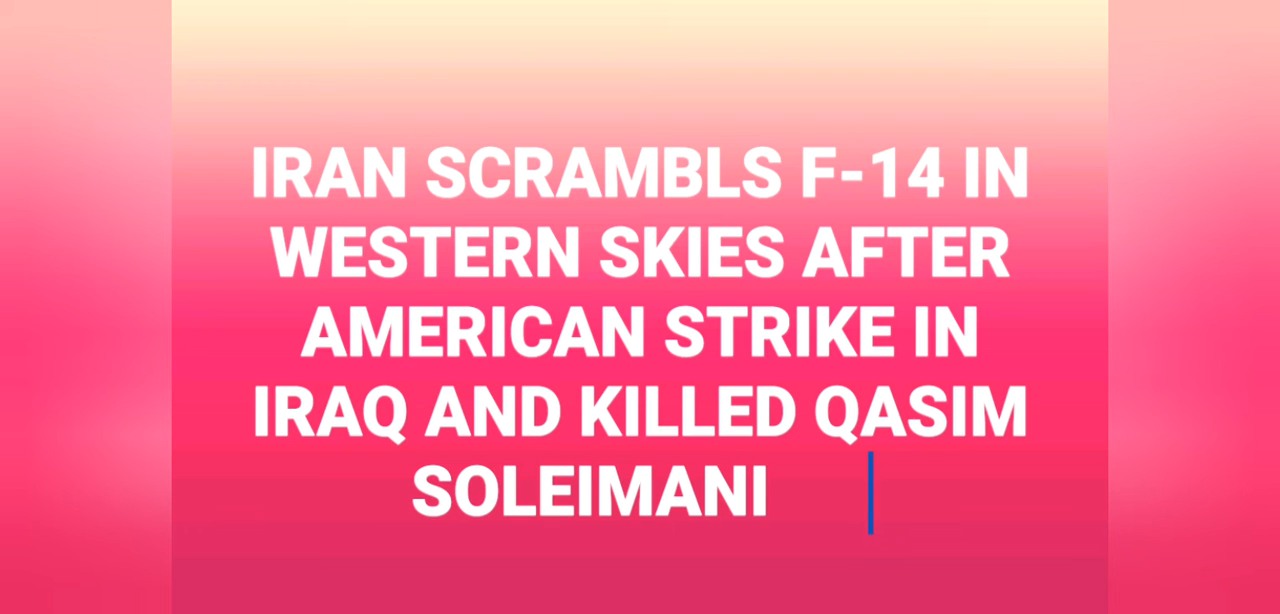 IRAN SCRAMBLS F-14 IN
WESTERN SKIES AFTER
AMERICAN STRIKE IN
IRAQ AND KILLED QASIM
SOLEIMANI